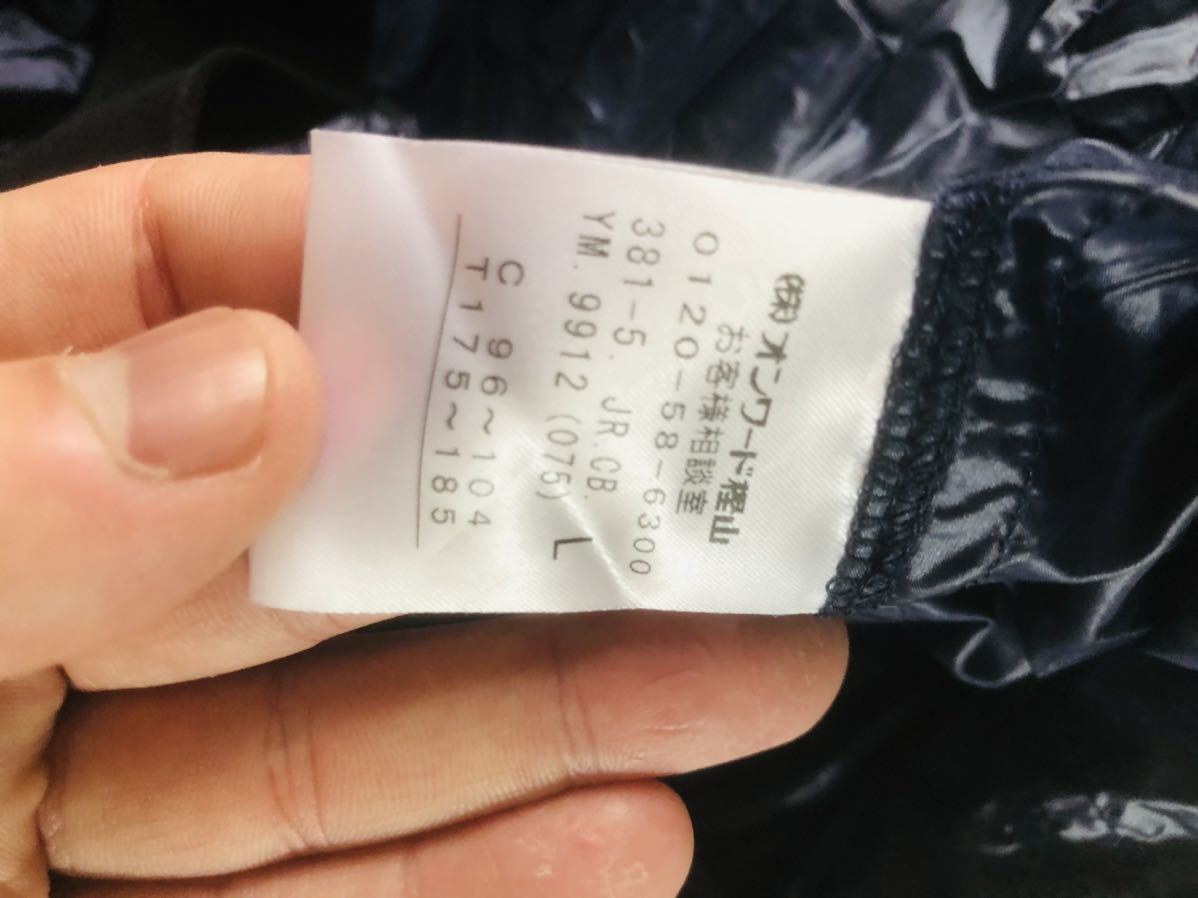 ㈱オンワード樫山
お客様相談室
0120-58-6300
381-5. JR.CB.
YM. 9912 (075) L
C 96~104
T 175~185